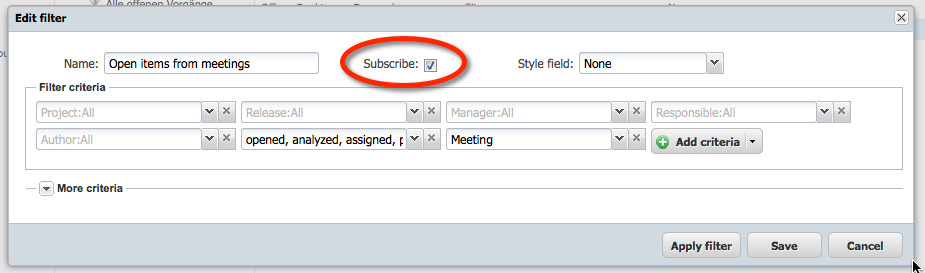 Alle offenen Vorgänge
Edit filter
Name: Open items from meetings Subscribe: Style field: None
Filter criteria
Project:All Release:All Manager:All Responsible:All
Author:All opened, analyzed, assigned, p Meeting Add criteria
More criteria
Apply filter Save Cancel